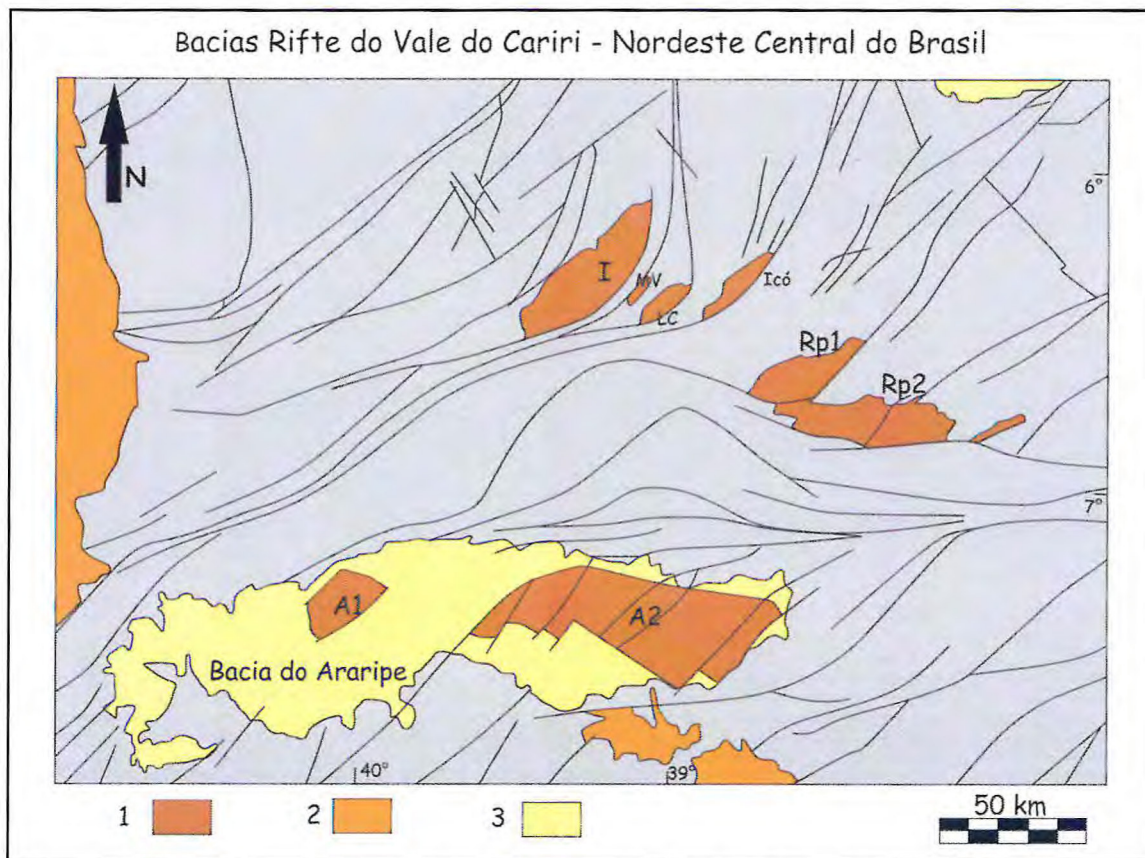 Bacias Rifte do Vale do Cariri - Nordeste Central do Brasil
N
6°
I
MV
Icó
LC
Rp1
Rp2
7°
A1
A2
Bacia do Araripe
40°
39°
1
2
3
50 km